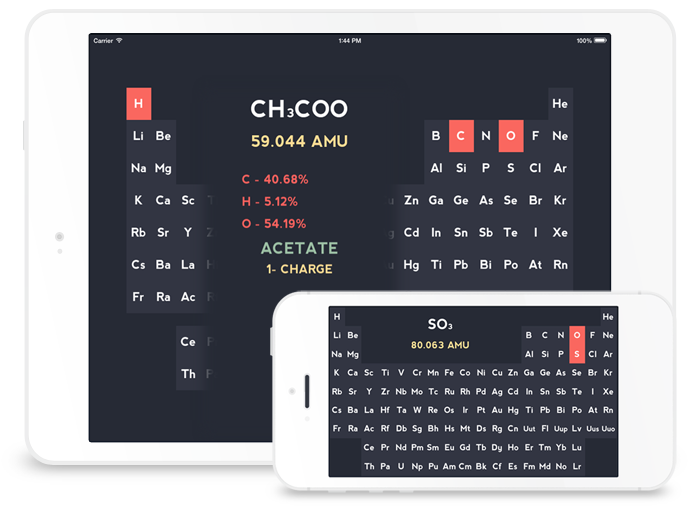 Carrier 1:44 PM 100%
H CH₃COO He
Li Be 59.044 AMU B C N O F Ne
Na Mg C - 40.68% Al Si P S Cl Ar
K Ca Sc H - 5.12% Zn Ga Ge As Se Br Kr
Rb Sr Y O - 54.19% Cd In Sn Sb Te I Xe
Cs Ba La ACETATE Hg Ti Pb Bi Po At Rn
1- CHARGE
Fr Ra Ac
Ce
Th
H SO₃ He
Li Be 80.063 AMU B C N O F Ne
Na Mg Al Si P S Cl Ar
K Ca Sc Ti V Cr Mn Fe Co Ni Cu Zn Ga Ge As Se Br Kr
Rb Sr Y Zr Nb Mo Tc Ru Rh Pd Ag Cd In Sn Sb Te I Xe
Cs Ba La Hf Ta W Re Os Ir Pt Au Hg Ti Pb Bi Po At Rn
Fr Ra Ac Rf Db Sg Bh Hs Mt Ds Rg Cn Uut Fl Uup Lv Uus Uuo
Ce Pr Nd Pm Sm Eu Gd Tb Dy Ho Er Tm Yb Lu
Th Pa U Np Pu Am Cm Bk Cf Es Fm Md No Lr